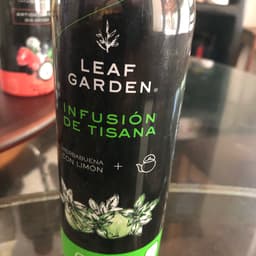 LEAF
GARDEN®
INFUSIÓN
DE TISANA
HIERBABUENA
CON LIMÓN +